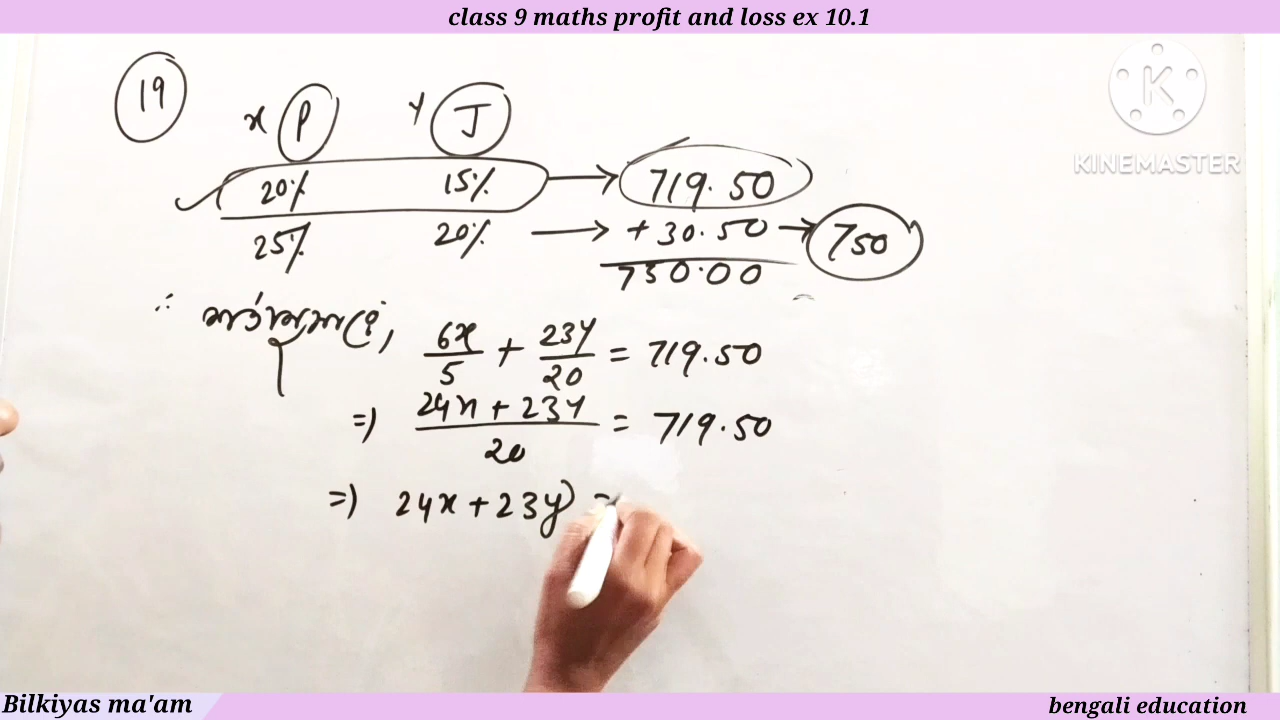 class 9 maths profit and loss ex 10.1
19
x P y J
20% 15% → 719.50
25% 20% → +30.50 → 750
750.00
∴ শর্তানুসারে,
6x/5 + 23y/20 = 719.50
=> 24x + 23y/20 = 719.50
=> 24x + 23y =
KINEMASTER
Bilkiyas ma'am
bengali education